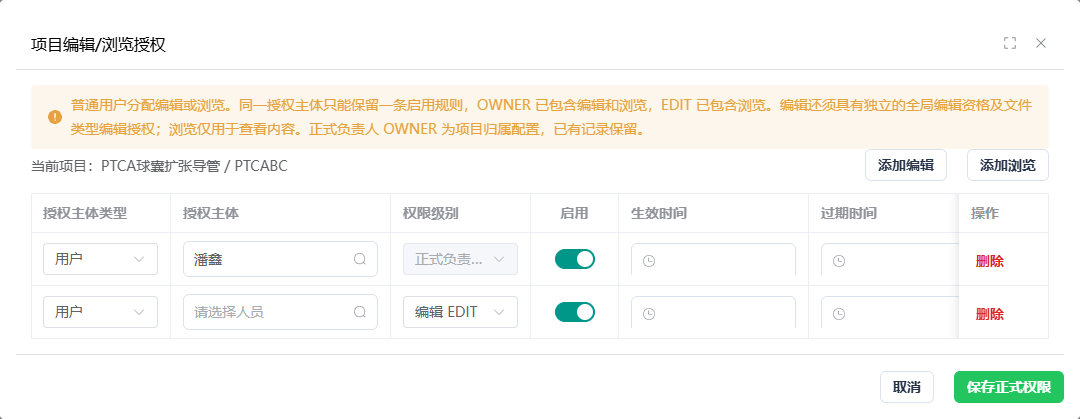 项目编辑/浏览授权
普通用户分配编辑或浏览。同一授权主体只能保留一条启用规则，OWNER 已包含编辑和浏览，EDIT 已包含浏览。编辑还须具有独立的全局编辑资格及文件
类型编辑授权；浏览仅用于查看内容。正式负责人 OWNER 为项目归属配置，已有记录保留。
当前项目：PTCA球囊扩张导管 / PTCABC 添加编辑 添加浏览
授权主体类型 授权主体 权限级别 启用 生效时间 过期时间 操作
用户 潘鑫 正式负责... 删除
用户 请选择人员 编辑 EDIT 删除
取消 保存正式权限